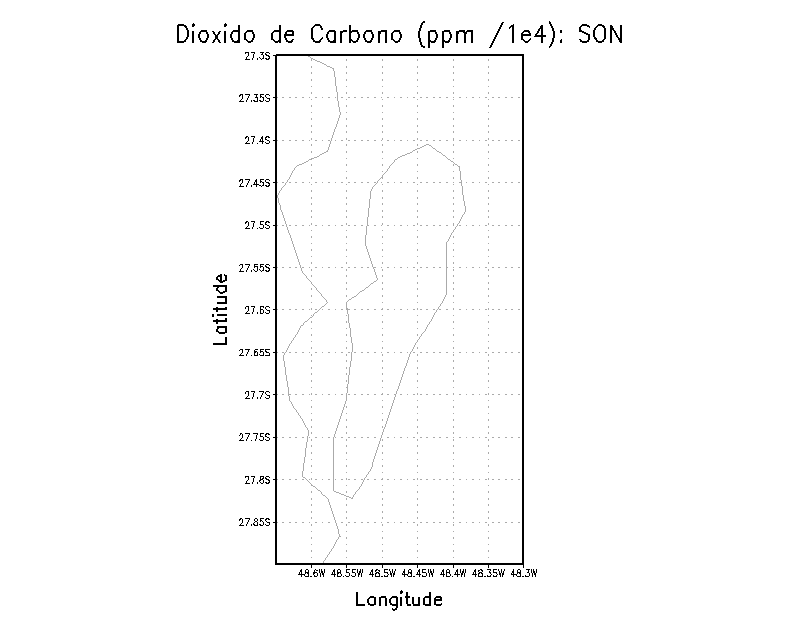 Dioxido de Carbono (ppm /1e4): SON
27.3S
27.35S
27.4S
27.45S
27.5S
27.55S
27.6S
27.65S
27.7S
27.75S
27.8S
27.85S
Latitude
48.6W 48.55W 48.5W 48.45W 48.4W 48.35W 48.3W
Longitude